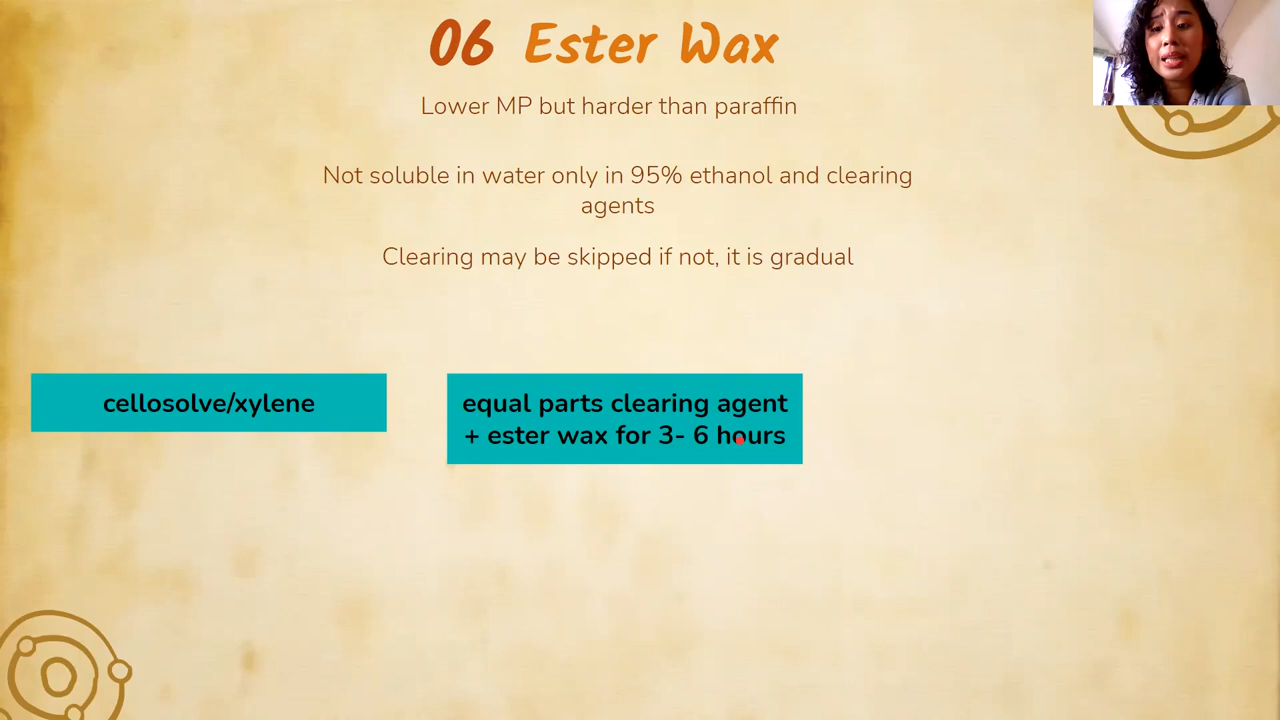 06 Ester Wax
Lower MP but harder than paraffin
Not soluble in water only in 95% ethanol and clearing
agents
Clearing may be skipped if not, it is gradual
cellosolve/xylene
equal parts clearing agent
+ ester wax for 3- 6 hours